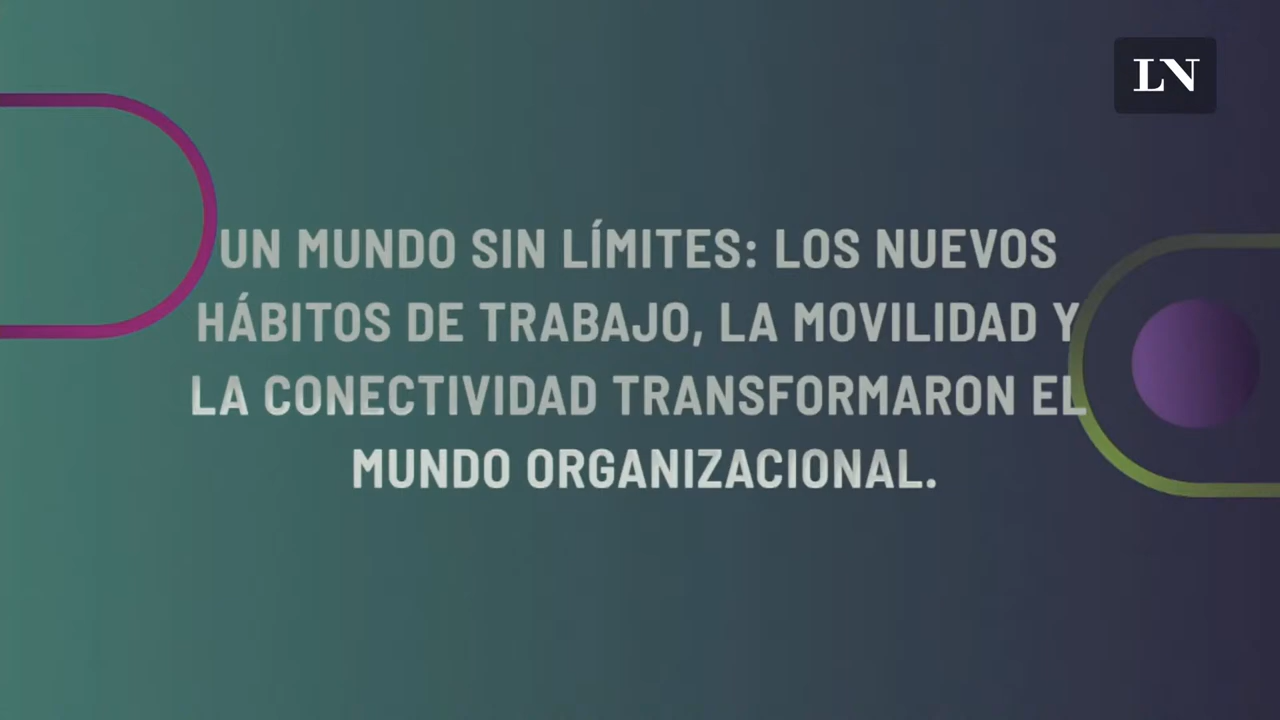 LN
UN MUNDO SIN LÍMITES: LOS NUEVOS
HÁBITOS DE TRABAJO, LA MOVILIDAD Y
LA CONECTIVIDAD TRANSFORMARON EL
MUNDO ORGANIZACIONAL.